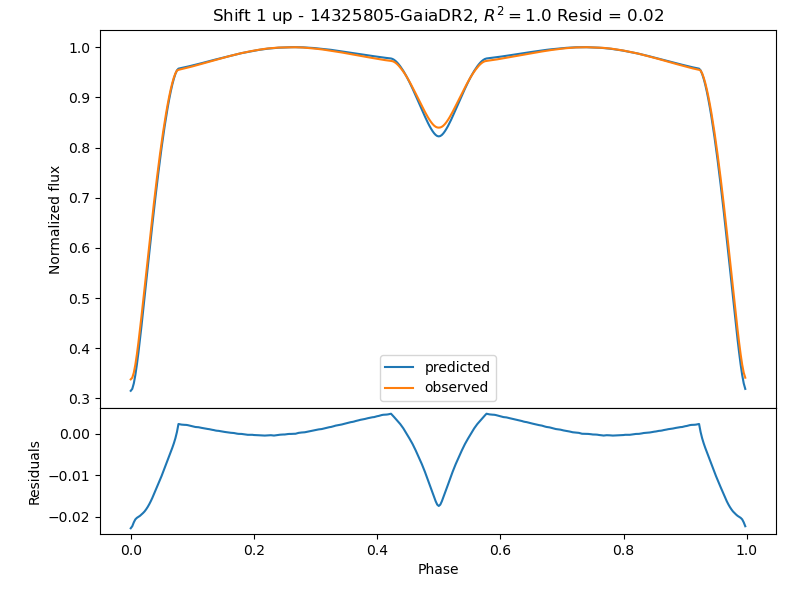 Shift 1 up - 14325805-GaiaDR2, R² = 1.0 Resid = 0.02
1.0
0.9
0.8
0.7
0.6
0.5
0.4
0.3
Normalized flux
predicted
observed
0.00
−0.01
−0.02
Residuals
0.0 0.2 0.4 0.6 0.8 1.0
Phase